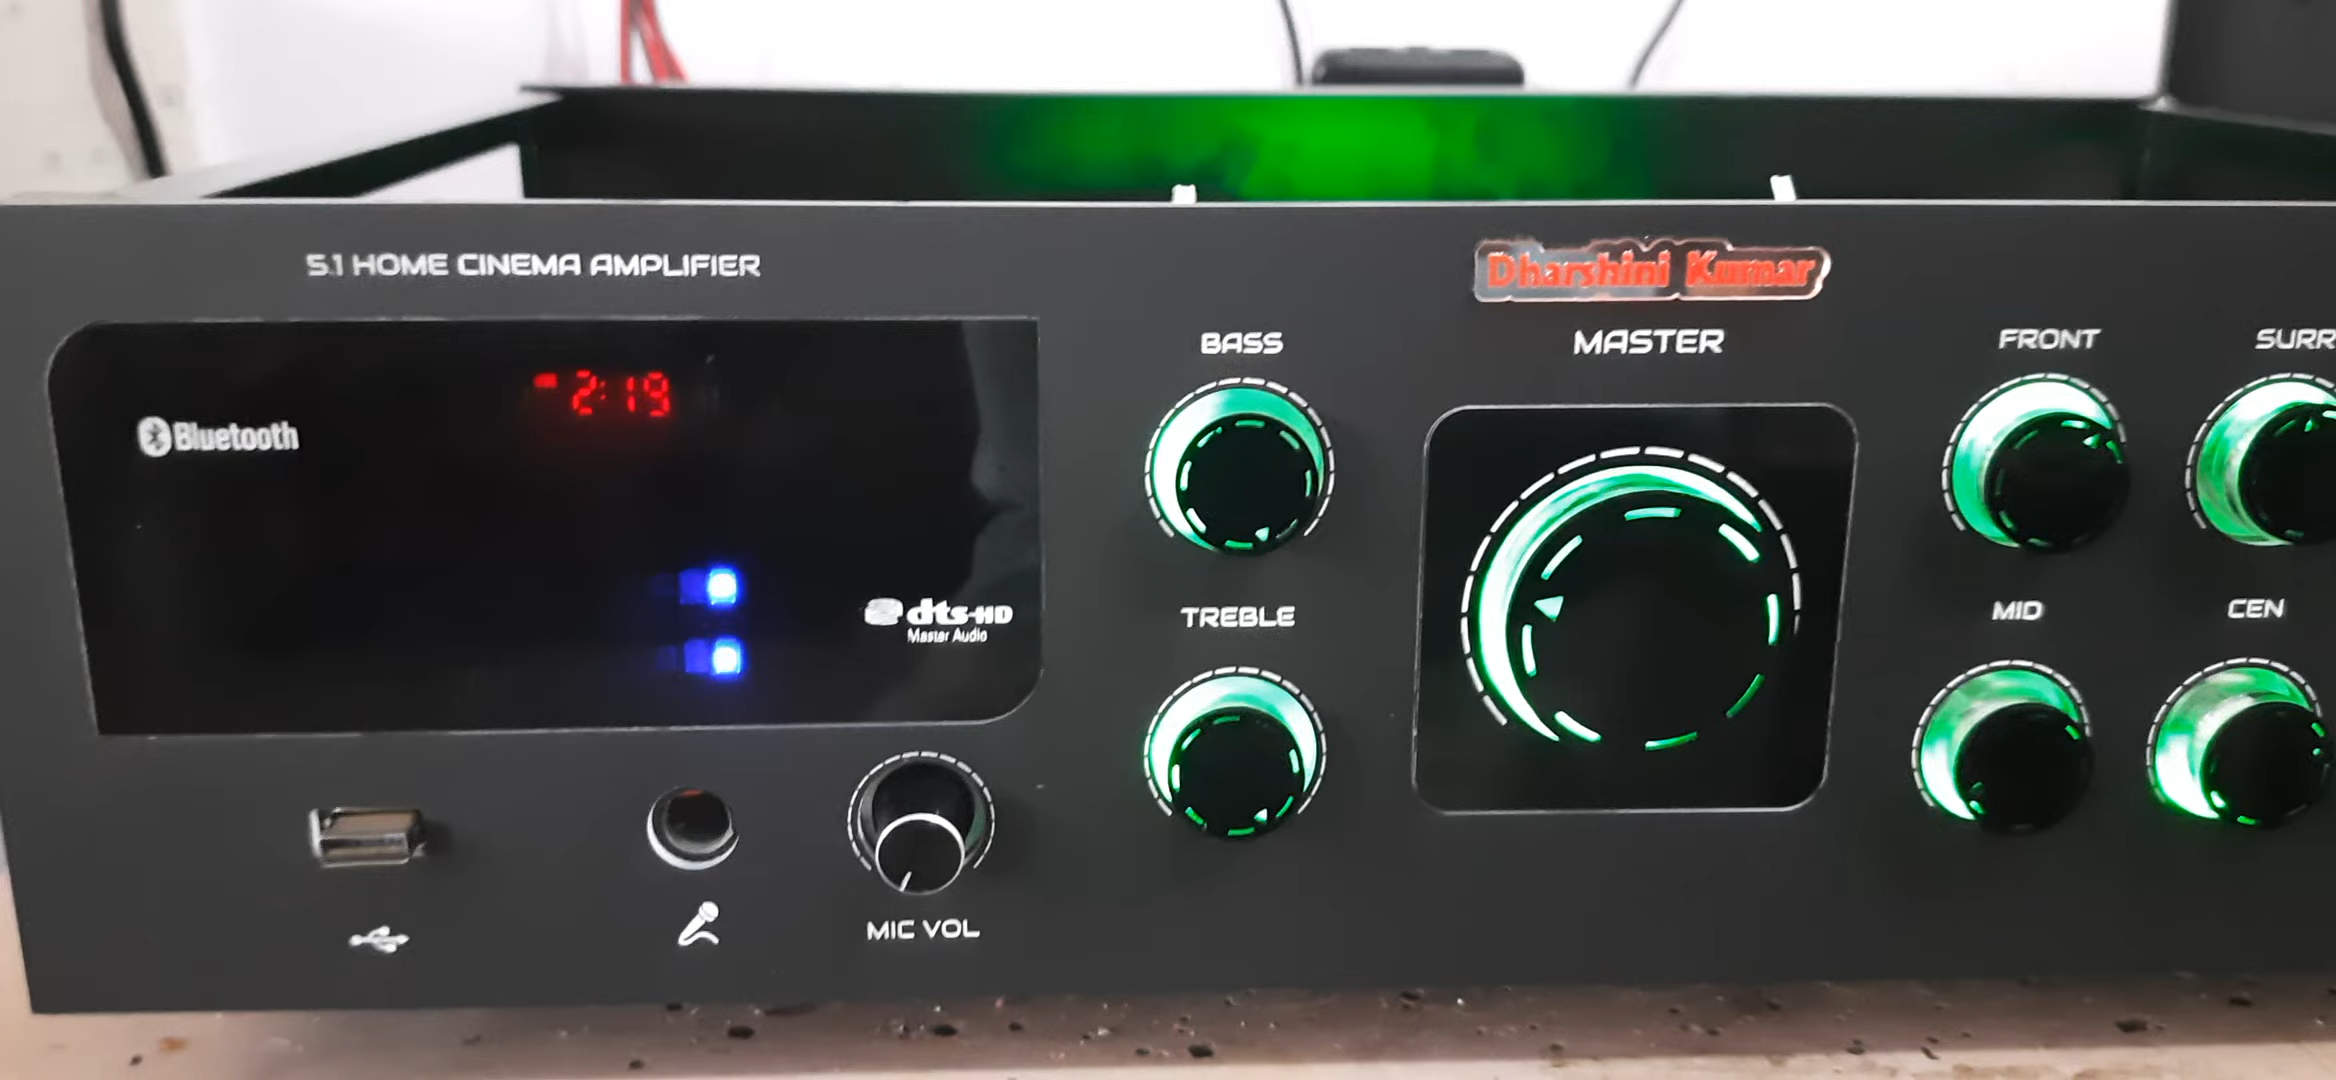 5.1 HOME CINEMA AMPLIFIER
Dharshini Kumar
BASS
MASTER
FRONT
SURR
2:19
Bluetooth
dts-HD
Master Audio
TREBLE
MID
CEN
MIC VOL